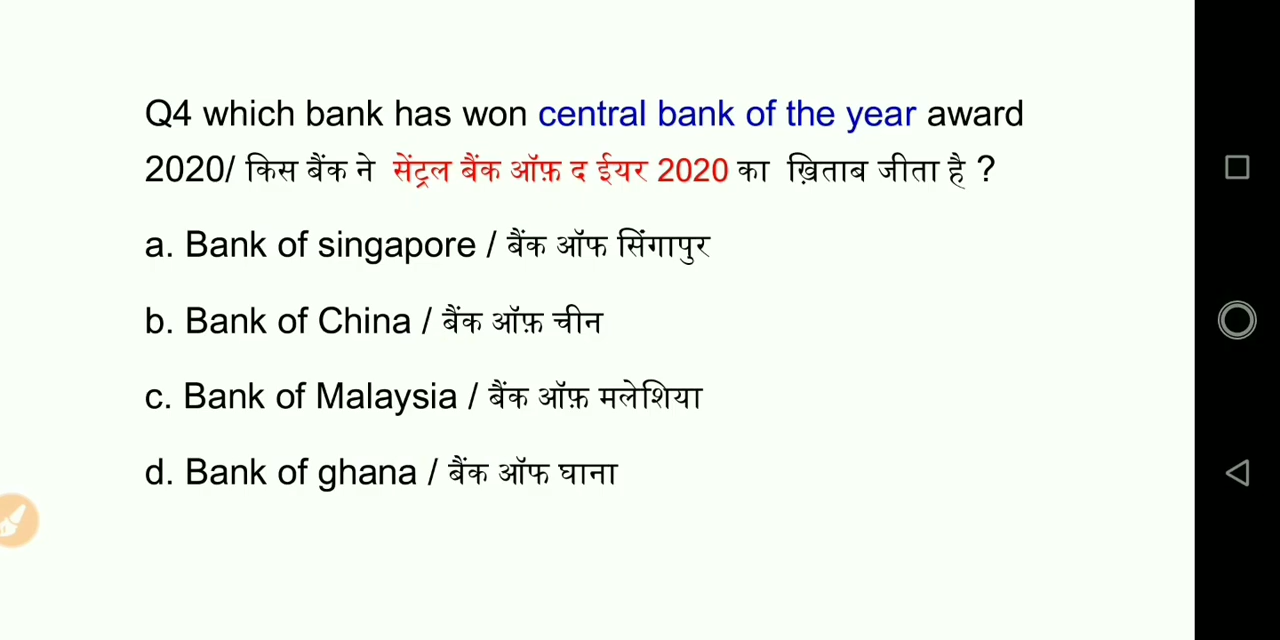 Q4 which bank has won central bank of the year award
2020/ किस बैंक ने सेंट्रल बैंक ऑफ़ द ईयर 2020 का ख़िताब जीता है ?
a. Bank of singapore / बैंक ऑफ सिंगापुर
b. Bank of China / बैंक ऑफ़ चीन
c. Bank of Malaysia / बैंक ऑफ़ मलेशिया
d. Bank of ghana / बैंक ऑफ घाना